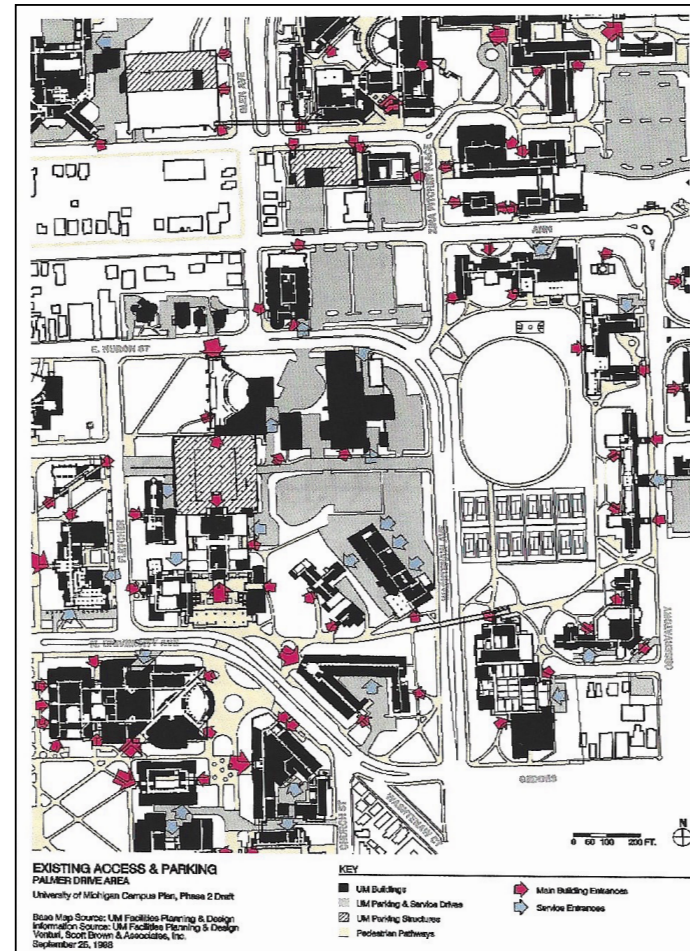 GLEN AVE
ZINA PITCHER PLACE
ANN
E. HURON ST
FLETCHER
WASHTENAW AVE
N. UNIVERSITY AVE
OBSERVATORY
GEDDES
WASHTENAW CT
CHURCH ST
N
0 50 100 200 FT.
EXISTING ACCESS & PARKING
PALMER DRIVE AREA
University of Michigan Campus Plan, Phase 2 Draft
Base Map Source: UM Facilities Planning & Design
Information Source: UM Facilities Planning & Design
Venturi, Scott Brown & Associates, Inc.
September 25, 1998
KEY
UM Buildings
UM Parking & Service Drives
UM Parking Structures
Pedestrian Pathways
Main Building Entrances
Service Entrances